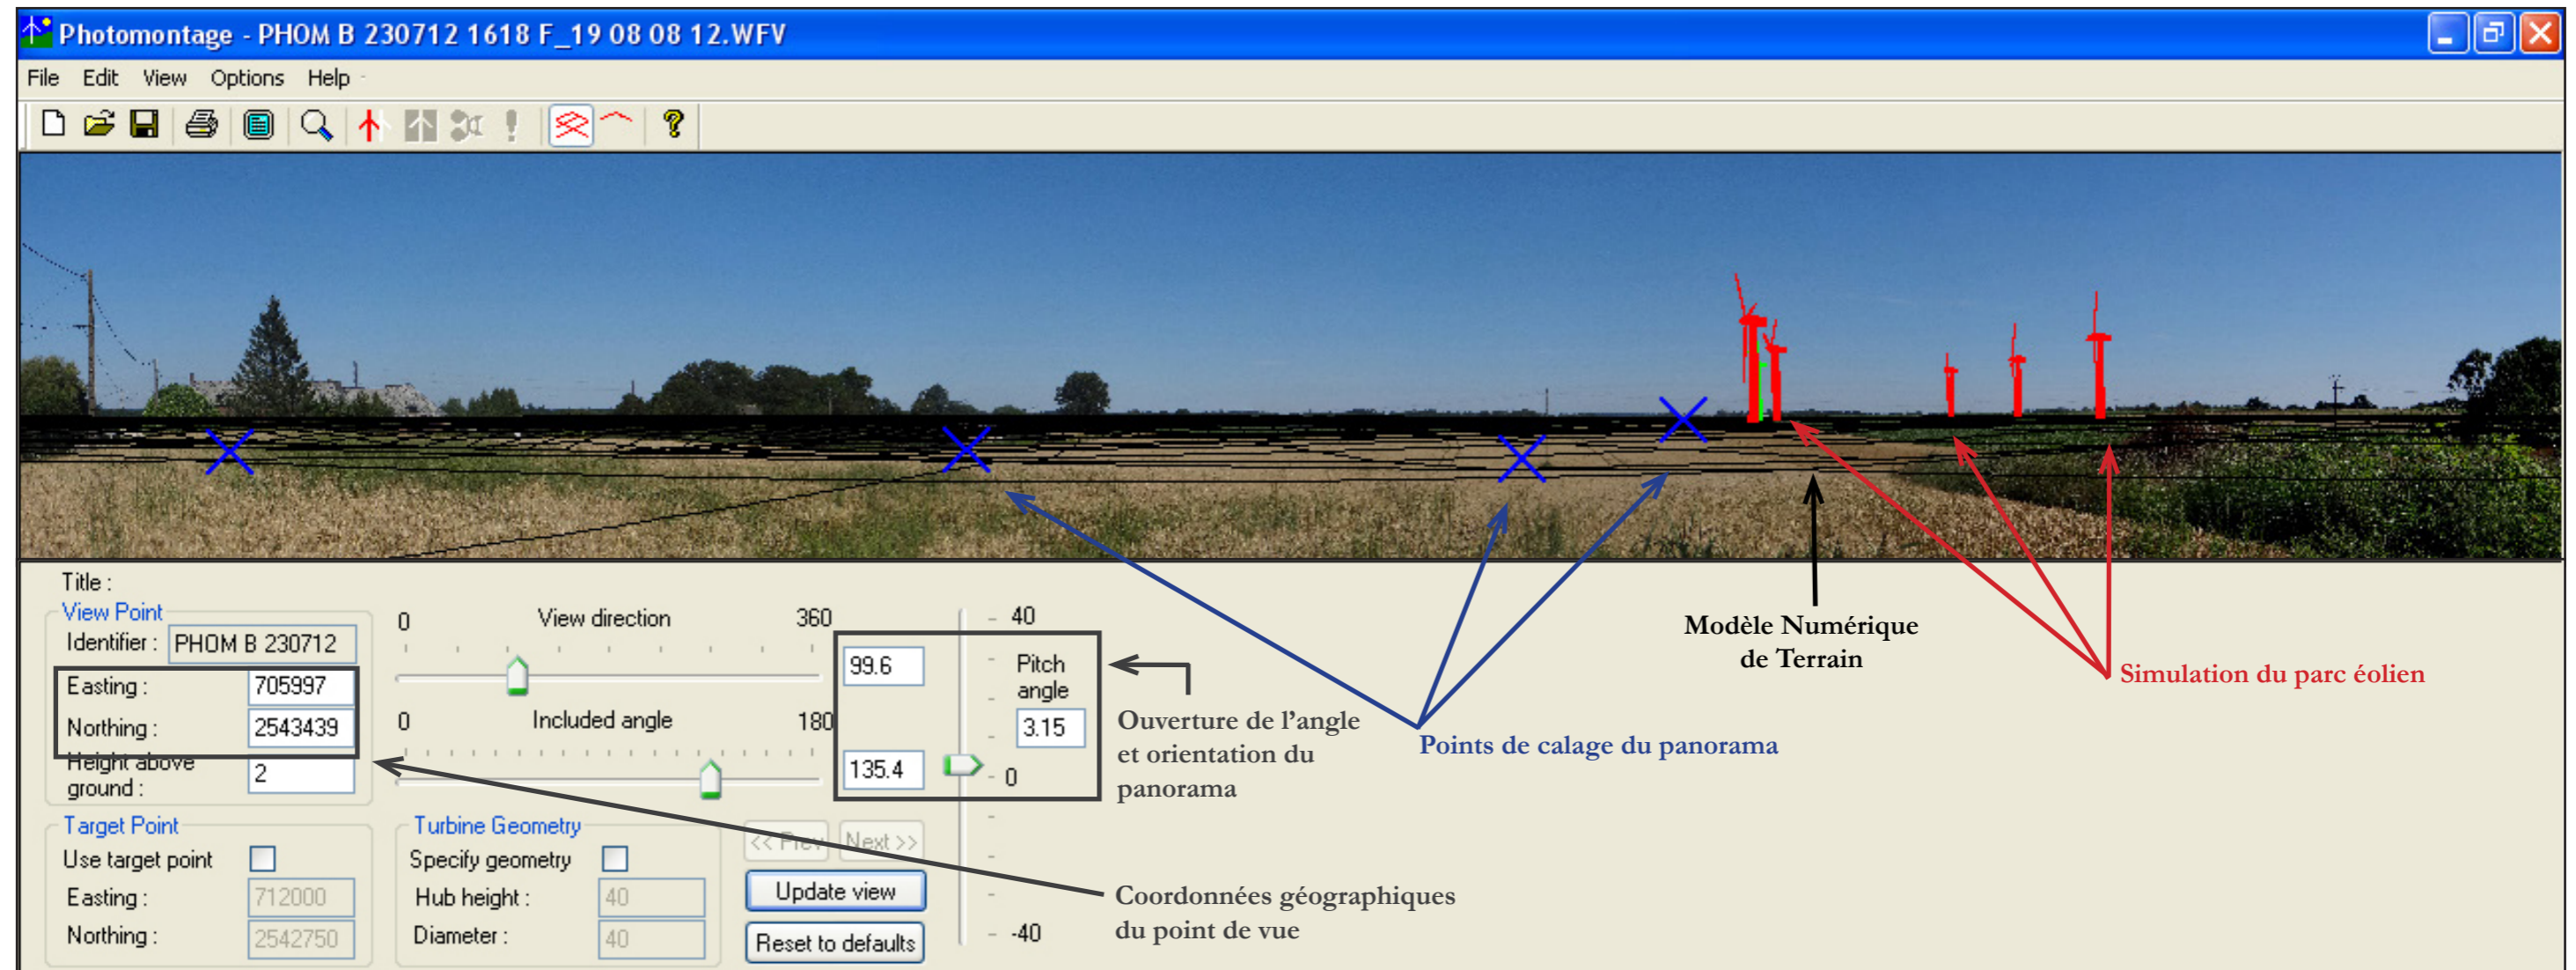 Photomontage - PHOM B 230712 1618 F_19 08 08 12.WFV
File Edit View Options Help
Title :
View Point
Identifier : PHOM B 230712
Easting : 705997
Northing : 2543439
Height above
ground : 2
0 View direction 360
99.6
0 Included angle 180
135.4
40
Pitch
angle
3.15
0
-40
Ouverture de l’angle
et orientation du
panorama
Points de calage du panorama
Modèle Numérique
de Terrain
Simulation du parc éolien
Target Point
Use target point
Easting : 712000
Northing : 2542750
Turbine Geometry
Specify geometry
Hub height : 40
Diameter : 40
<< Prev Next >>
Update view
Reset to defaults
Coordonnées géographiques
du point de vue